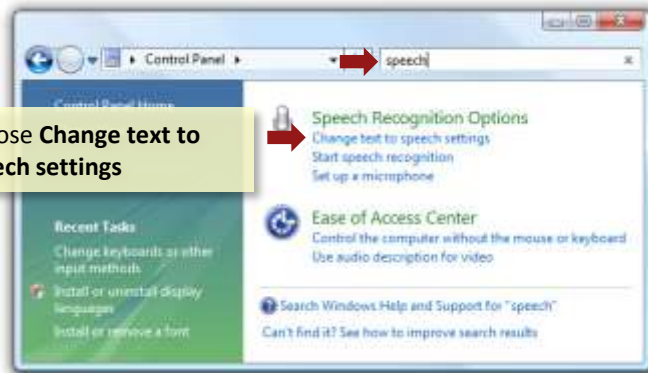 Control Panel
speech
Control Panel Home
ose Change text to
ech settings
Recent Tasks
Change keyboards or other
input methods
Install or uninstall display
languages
Install or remove a font
Speech Recognition Options
Change text to speech settings
Start speech recognition
Set up a microphone
Ease of Access Center
Control the computer without the mouse or keyboard
Use audio description for video
Search Windows Help and Support for "speech"
Can't find it? See how to improve search results